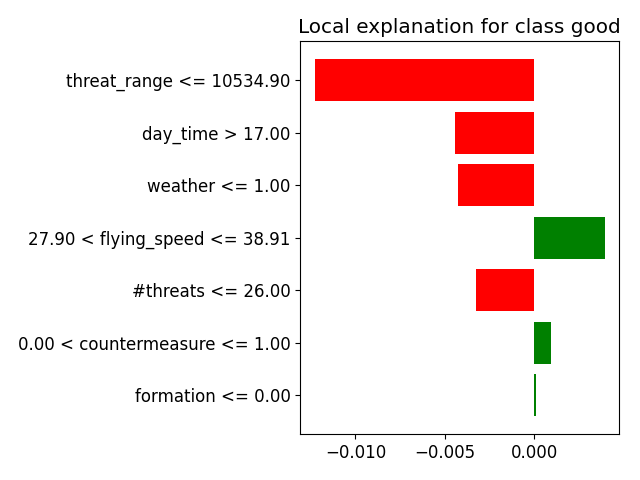 Local explanation for class good
threat_range <= 10534.90
day_time > 17.00
weather <= 1.00
27.90 < flying_speed <= 38.91
#threats <= 26.00
0.00 < countermeasure <= 1.00
formation <= 0.00
−0.010 −0.005 0.000